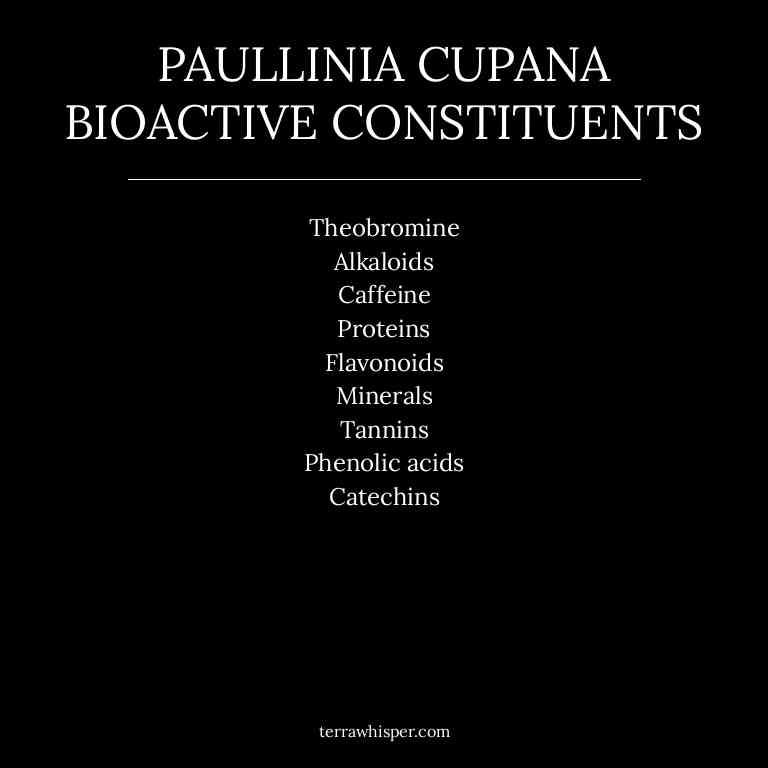 PAULLINIA CUPANA
BIOACTIVE CONSTITUENTS
Theobromine
Alkaloids
Caffeine
Proteins
Flavonoids
Minerals
Tannins
Phenolic acids
Catechins
terrawhisper.com